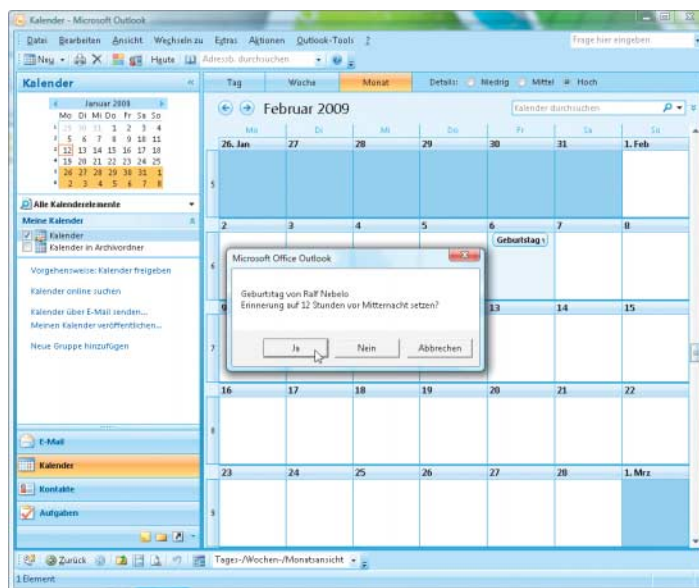 Kalender - Microsoft Outlook
Datei Bearbeiten Ansicht Wechseln zu Extras Aktionen Outlook-Tools ?
Frage hier eingeben
Neu Heute Adressb. durchsuchen
Kalender «
Januar 2009
Mo Di Mi Do Fr Sa So
29 30 31 1 2 3 4
5 6 7 8 9 10 11
12 13 14 15 16 17 18
19 20 21 22 23 24 25
26 27 28 29 30 31 1
2 3 4 5 6 7 8
Alle Kalenderelemente
Meine Kalender
Kalender
Kalender in Archivordner
Vorgehensweise: Kalender freigeben
Kalender online suchen
Kalender über E-Mail senden...
Meinen Kalender veröffentlichen...
Neue Gruppe hinzufügen
E-Mail
Kalender
Kontakte
Aufgaben
Tag Woche Monat Details: Niedrig Mittel Hoch
Februar 2009
Kalender durchsuchen
Mo Di Mi Do Fr Sa So
26. Jan 27 28 29 30 31 1. Feb
5
2 3 4 5 6 7 8
Geburtstag
6
Microsoft Office Outlook
Geburtstag von Ralf Nebelo
Erinnerung auf 12 Stunden vor Mitternacht setzen?
Ja Nein Abbrechen
9 13 14 15
7
16 17 18 19 20 21 22
8
23 24 25 26 27 28 1. Mrz
9
Zurück Tages-/Wochen-/Monatsansicht
1 Element